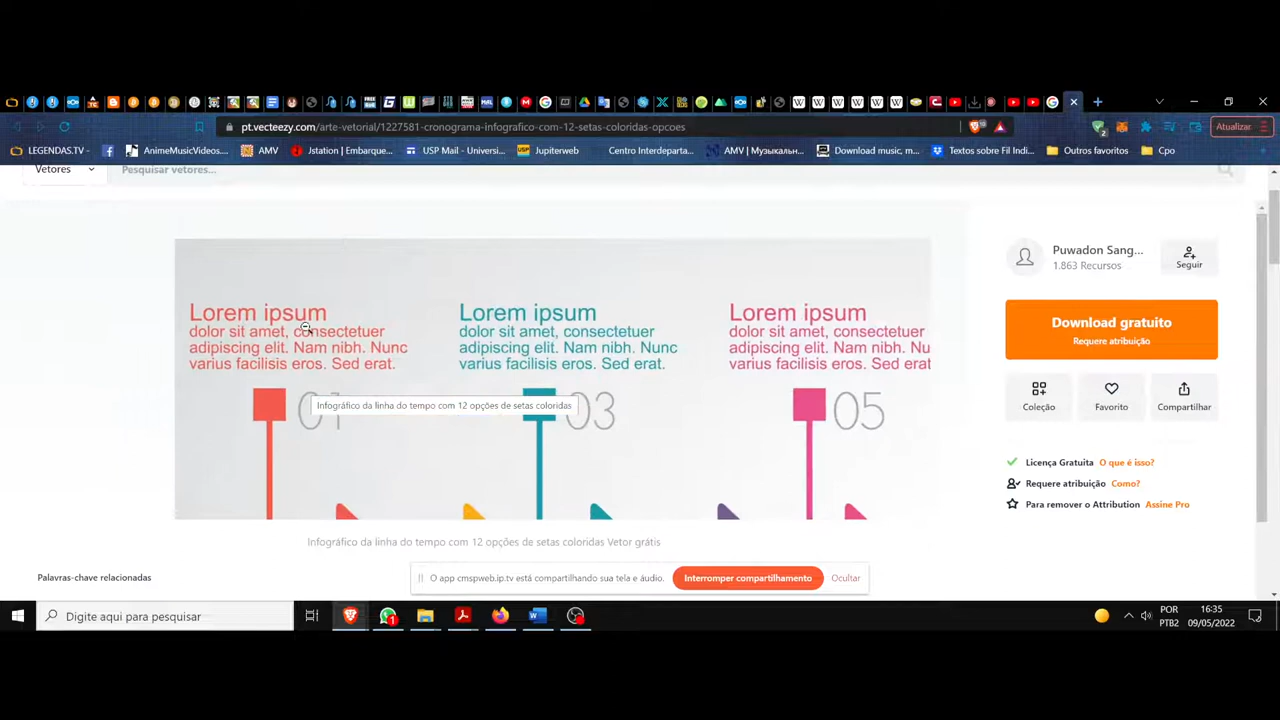 pt.vecteezy.com/arte-vetorial/1227581-cronograma-infografico-com-12-setas-coloridas-opcoes
Atualizar
LEGENDAS.TV
AnimeMusicVideos...
AMV
Jstation | Embarque...
USP Mail - Universi...
Jupiterweb
Centro Interdeparta...
AMV | Музыкальн...
Download music, m...
Textos sobre Fil Indi...
Outros favoritos
Cpo
Vetores
Pesquisar vetores...
Lorem ipsum
dolor sit amet, consectetuer
adipiscing elit. Nam nibh. Nunc
varius facilisis eros. Sed erat.
01
Lorem ipsum
dolor sit amet, consectetuer
adipiscing elit. Nam nibh. Nunc
varius facilisis eros. Sed erat.
03
Lorem ipsum
dolor sit amet, consectetuer
adipiscing elit. Nam nibh. Nu
varius facilisis eros. Sed erat
05
Infográfico da linha do tempo com 12 opções de setas coloridas
Infográfico da linha do tempo com 12 opções de setas coloridas Vetor grátis
Puwadon Sang...
1.863 Recursos
Seguir
Download gratuito
Requere atribuição
Coleção
Favorito
Compartilhar
Licença Gratuita O que é isso?
Requere atribuição Como?
Para remover o Attribution Assine Pro
Palavras-chave relacionadas
O app cmspweb.ip.tv está compartilhando sua tela e áudio.
Interromper compartilhamento
Ocultar
Digite aqui para pesquisar
POR
PTB2
16:35
09/05/2022